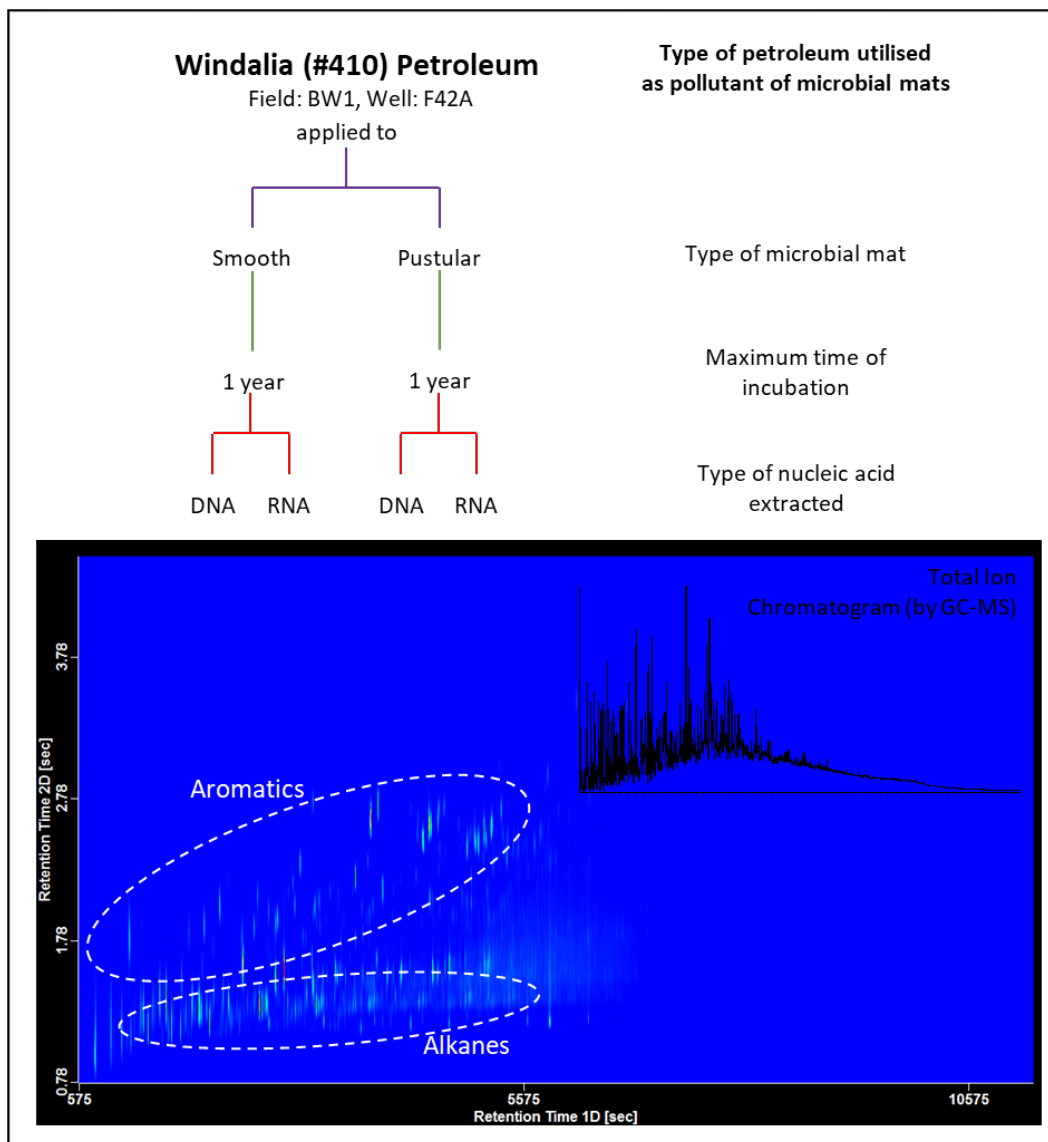 Windalia (#410) Petroleum
Field: BW1, Well: F42A
applied to
Type of petroleum utilised
as pollutant of microbial mats
Smooth
Pustular
Type of microbial mat
1 year
1 year
Maximum time of
incubation
DNA
RNA
DNA
RNA
Type of nucleic acid
extracted
Total Ion
Chromatogram (by GC-MS)
3.78
2.78
1.78
0.78
Retention Time 2D [sec]
Aromatics
Alkanes
575
5575
10575
Retention Time 1D [sec]